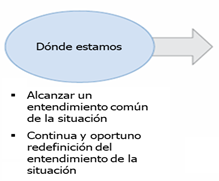 Dónde estamos
▪ Alcanzar un
entendimiento común
de la situación
▪ Continua y oportuno
redefinición del
entendimiento de la
situación